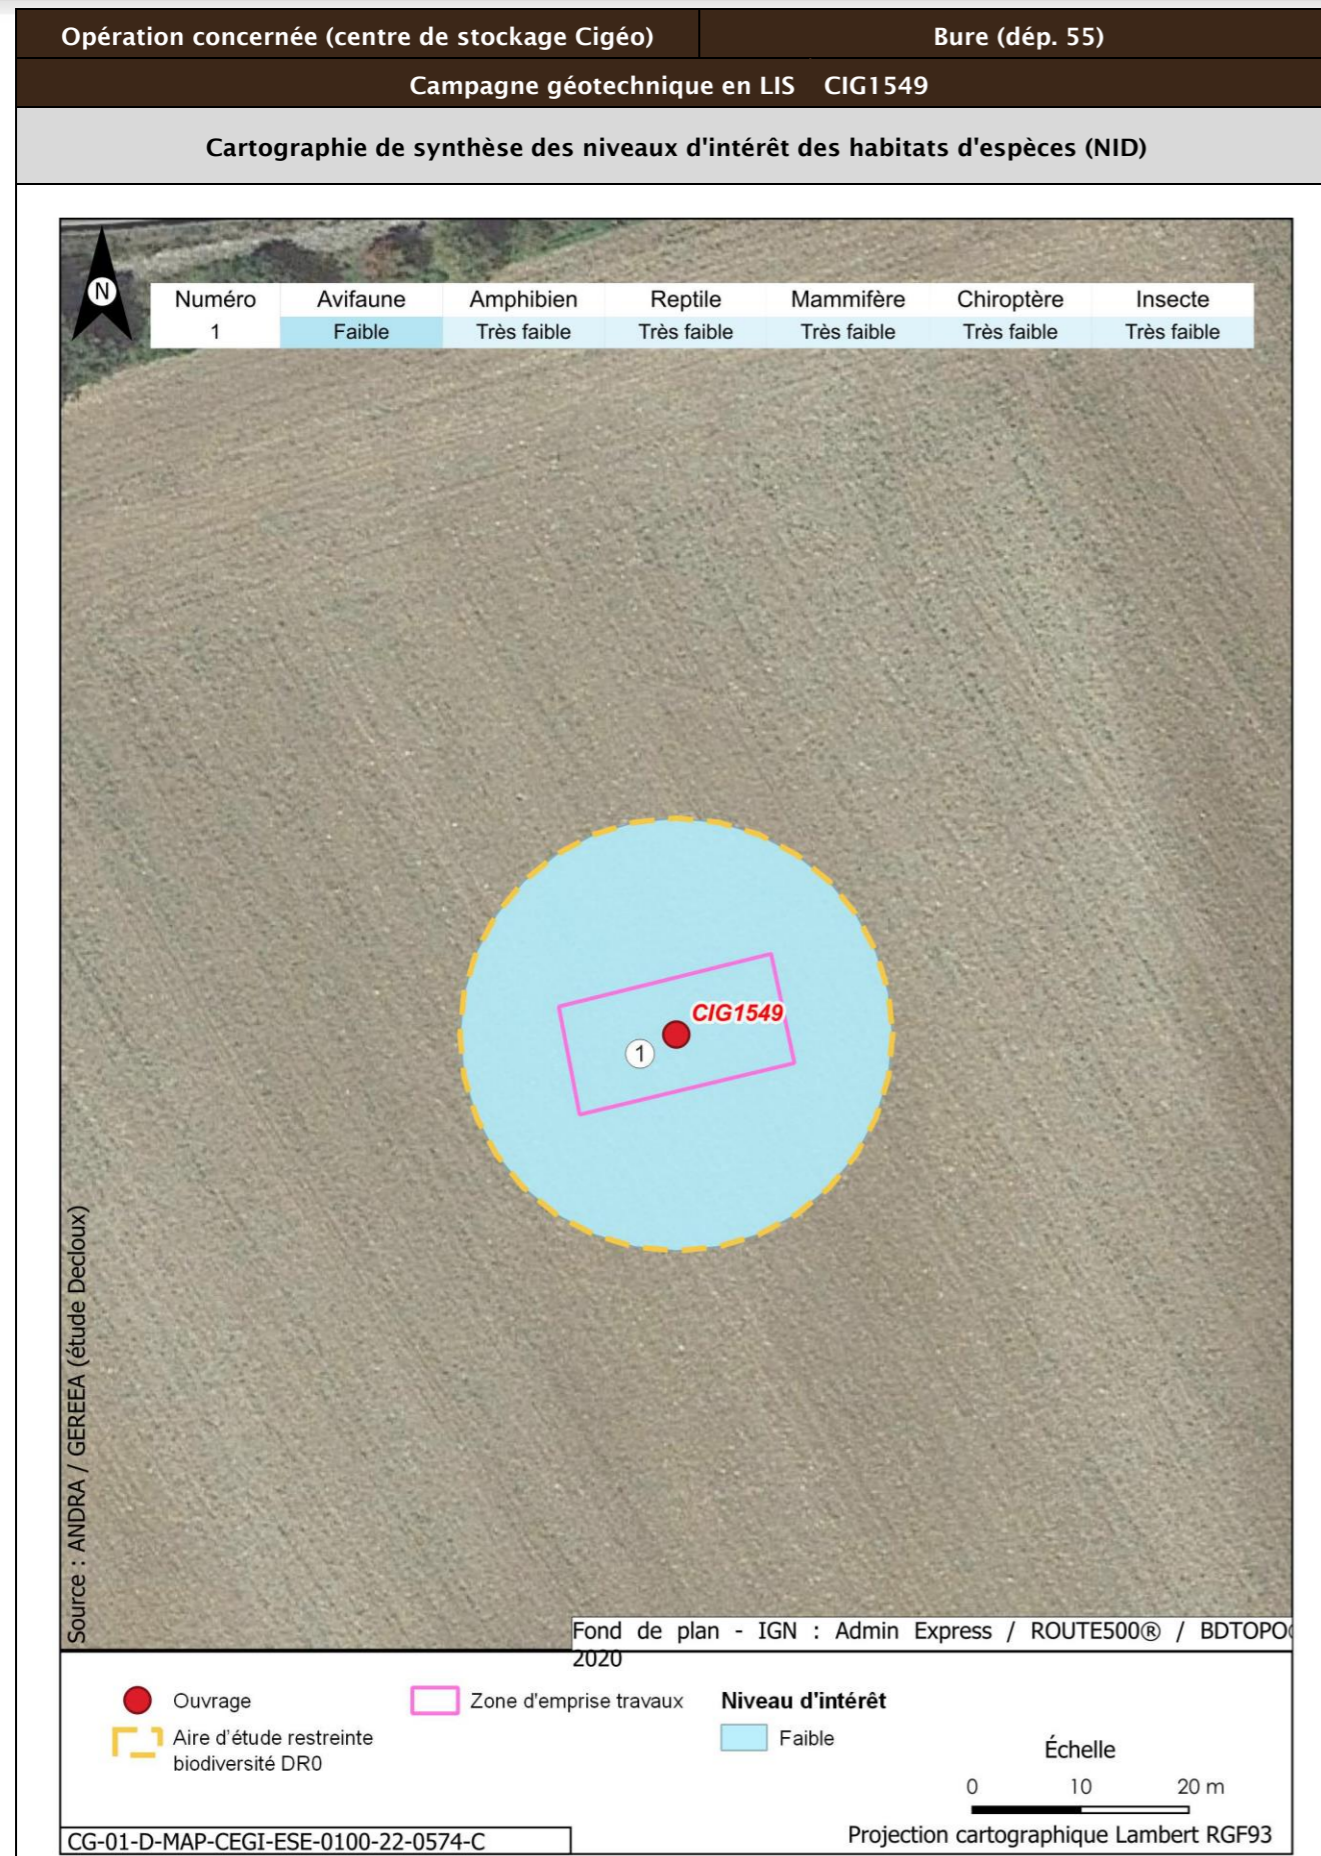 Opération concernée (centre de stockage Cigéo) Bure (dép. 55)
Campagne géotechnique en LIS CIG1549
Cartographie de synthèse des niveaux d'intérêt des habitats d'espèces (NID)
N
Numéro Avifaune Amphibien Reptile Mammifère Chiroptère Insecte
1 Faible Très faible Très faible Très faible Très faible Très faible
CIG1549
1
Source : ANDRA / GEREEA (étude Decloux)
Fond de plan - IGN : Admin Express / ROUTE500® / BDTOPO
2020
Ouvrage
Aire d'étude restreinte
biodiversité DR0
Zone d'emprise travaux
Niveau d'intérêt
Faible
Échelle
0 10 20 m
Projection cartographique Lambert RGF93
CG-01-D-MAP-CEGI-ESE-0100-22-0574-C